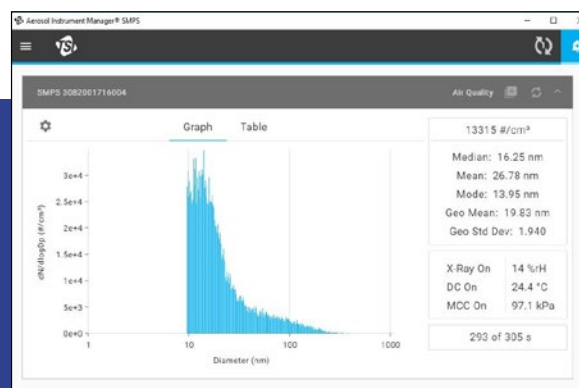 Aerosol Instrument Manager® SMPS
TSI
SMPS 3082001716004
Air Quality
Graph Table
13315 #/cm³
Median: 16.25 nm
Mean: 26.78 nm
Mode: 13.95 nm
Geo Mean: 19.83 nm
Geo Std Dev: 1.940
X-Ray On 14 %rH
DC On 24.4 °C
MCC On 97.1 kPa
293 of 305 s
dN/dlogDp (#/cm³)
3e+4
2.5e+4
2e+4
1.5e+4
1e+4
5e+3
0e+0
1 10 100 1000
Diameter (nm)